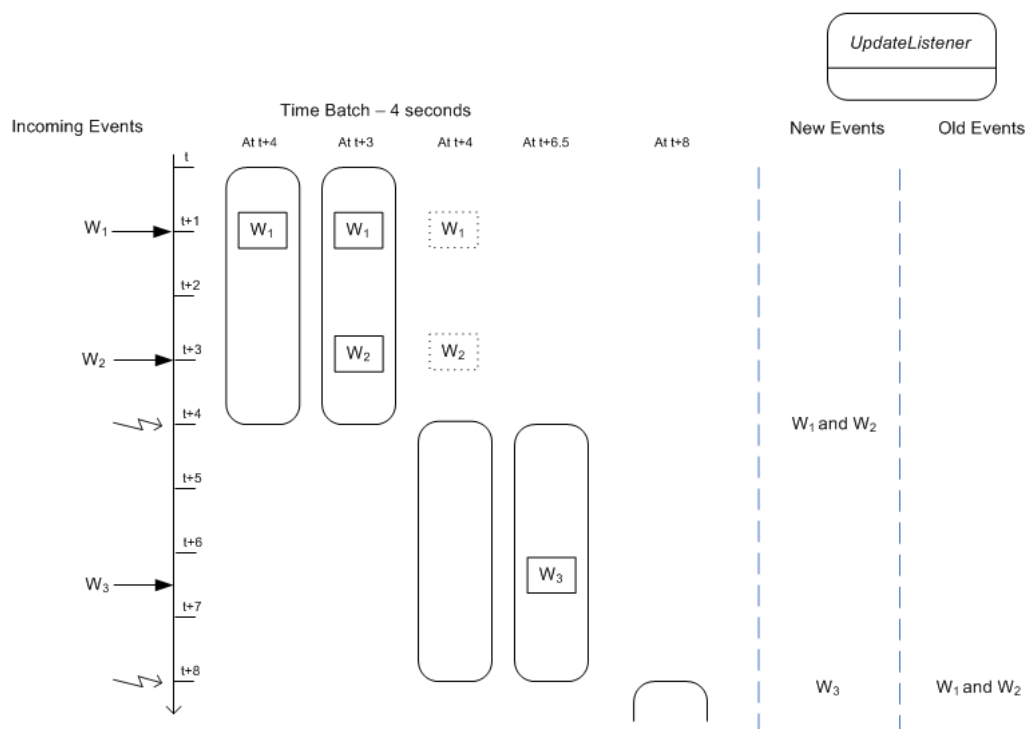 UpdateListener
Time Batch – 4 seconds
Incoming Events
New Events
Old Events
At t+4
At t+3
At t+4
At t+6.5
At t+8
t
t+1
W1
W1
W1
W1
t+2
W2
t+3
W2
W2
t+4
W1 and W2
t+5
t+6
W3
W3
t+7
t+8
W3
W1 and W2